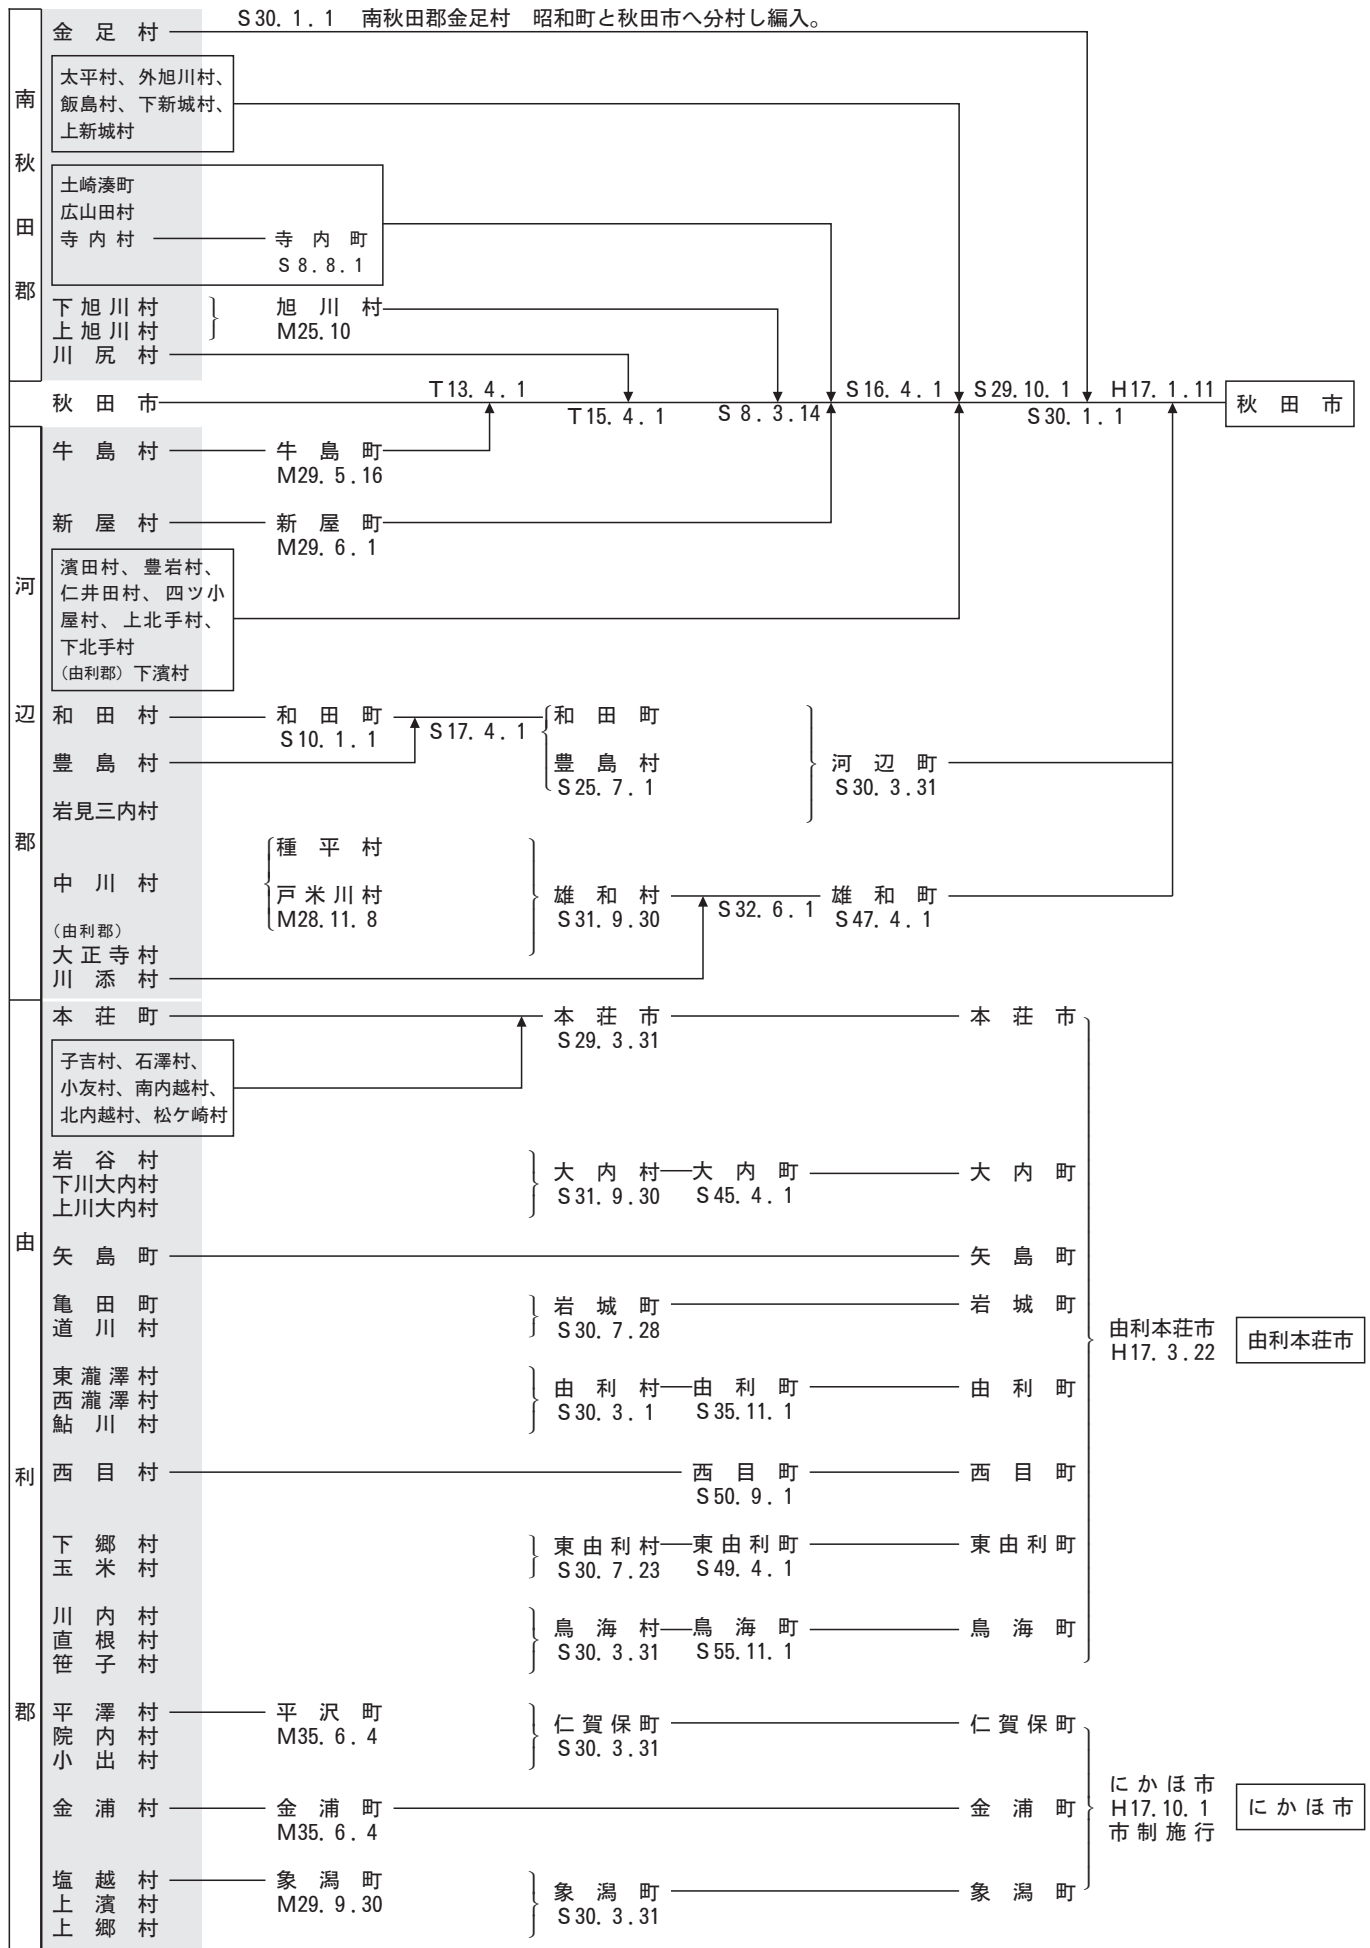 S30. 1. 1　南秋田郡金足村　昭和町と秋田市へ分村し編入。
南秋田郡
金足村
太平村、外旭川村、
飯島村、下新城村、
上新城村
土崎湊町
広山田村
寺内村　寺内町
S 8. 8. 1
下旭川村　旭川村
上旭川村　M25. 10
川尻村
T13. 4. 1　S16. 4. 1　S29. 10. 1　H17. 1. 11
秋田市　秋田市
T15. 4. 1　S 8. 3. 14　S30. 1. 1
河辺郡
牛島村　牛島町
M29. 5. 16
新屋村　新屋町
M29. 6. 1
濱田村、豊岩村、
仁井田村、四ツ小
屋村、上北手村、
下北手村
（由利郡）下濱村
和田村　和田町　S17. 4. 1　和田町
S10. 1. 1
豊島村　豊島村　河辺町
S25. 7. 1　S30. 3. 31
岩見三内村
種平村
中川村　戸米川村　雄和村　S32. 6. 1　雄和町
M28. 11. 8　S31. 9. 30　S47. 4. 1
（由利郡）
大正寺村
川添村
由利郡
本荘町　本荘市　本荘市
S29. 3. 31
子吉村、石澤村、
小友村、南内越村、
北内越村、松ケ崎村
岩谷村　大内村　大内町　大内町
下川大内村　S31. 9. 30　S45. 4. 1
上川大内村
矢島町　矢島町
亀田町　岩城町　岩城町
道川村　S30. 7. 28
由利本荘市　由利本荘市
H17. 3. 22
東瀧澤村
西瀧澤村　由利村　由利町　由利町
鮎川村　S30. 3. 1　S35. 11. 1
西目村　西目町　西目町
S50. 9. 1
下郷村　東由利村　東由利町　東由利町
玉米村　S30. 7. 23　S49. 4. 1
川内村
直根村　鳥海村　鳥海町　鳥海町
笹子村　S30. 3. 31　S55. 11. 1
平澤村　平沢町　仁賀保町　仁賀保町
院内村　M35. 6. 4　S30. 3. 31
小出村
にかほ市
金浦村　金浦町　金浦町　H17. 10. 1　にかほ市
M35. 6. 4　市制施行
塩越村　象潟町　象潟町　象潟町
上濱村　M29. 9. 30　S30. 3. 31
上郷村